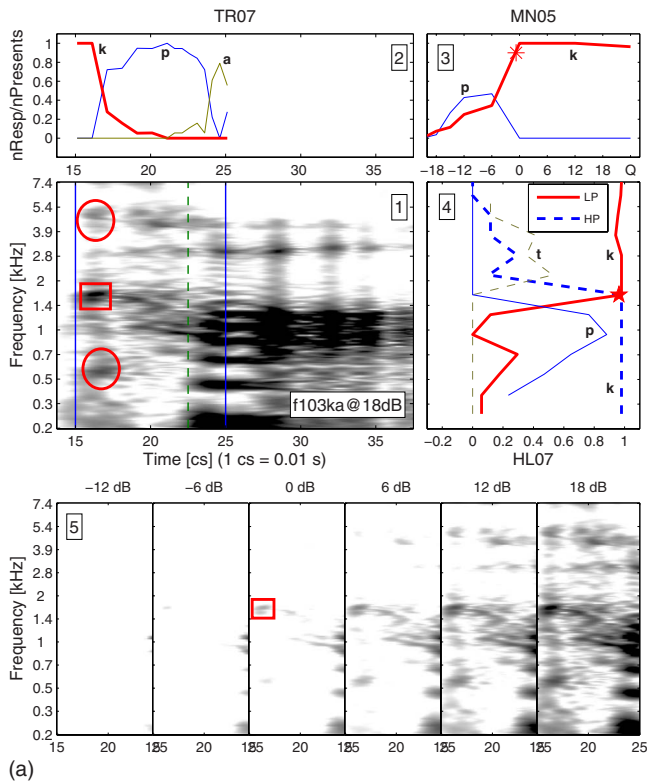 TR07
MN05
nResp/nPresents
1
0.8
0.6
0.4
0.2
0
k
p
a
2
15 20 25 30 35
3
p
k
−18 −12 −6 0 6 12 18 Q
Frequency [kHz]
7.4
5.4
3.9
2.8
2
1.4
1
0.7
0.5
0.3
0.2
1
f103ka@18dB
15 20 25 30 35
Time [cs] (1 cs = 0.01 s)
4
LP
HP
t
k
p
k
−0.2 0 0.2 0.4 0.6 0.8 1
HL07
−12 dB −6 dB 0 dB 6 dB 12 dB 18 dB
5
Frequency [kHz]
7.4
5.4
3.9
2.8
2
1.4
1
0.7
0.5
0.3
0.2
15 20 20 20 20 20 20 25
(a)